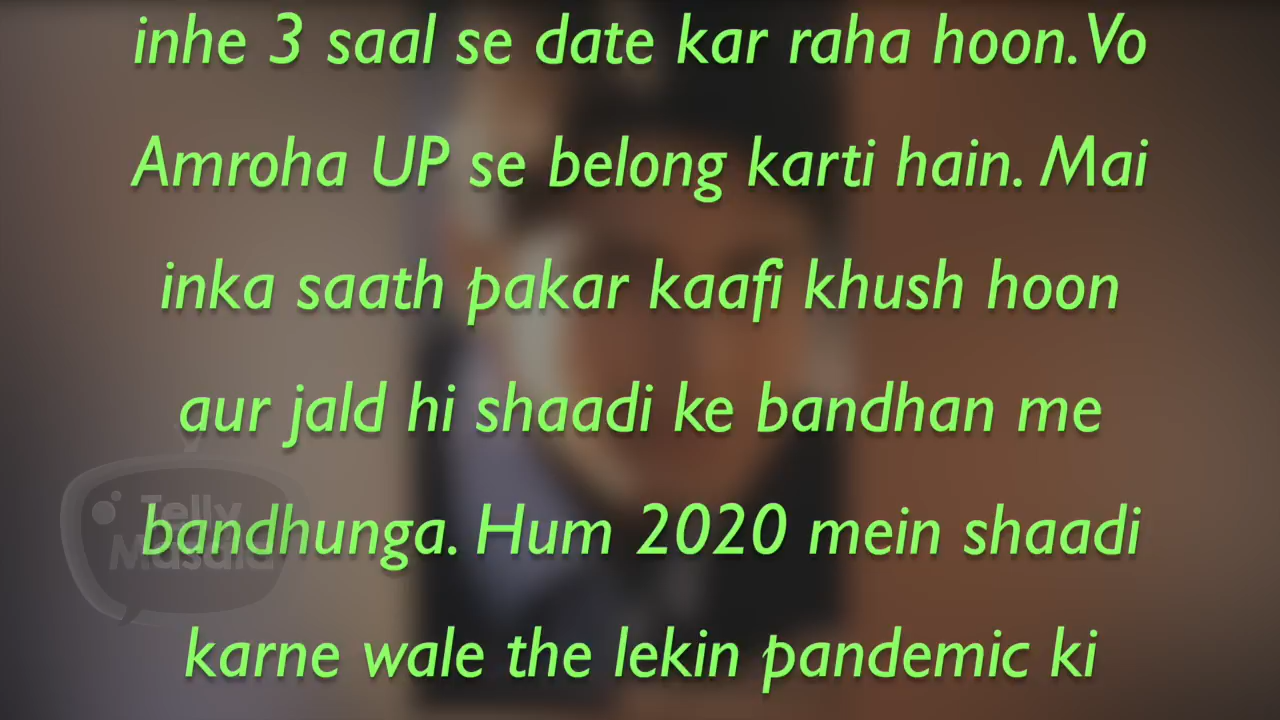 inhe 3 saal se date kar raha hoon. Vo
Amroha UP se belong karti hain. Mai
inka saath pakar kaafi khush hoon
aur jald hi shaadi ke bandhan me
bandhunga. Hum 2020 mein shaadi
karne wale the lekin pandemic ki
Telly
Masala